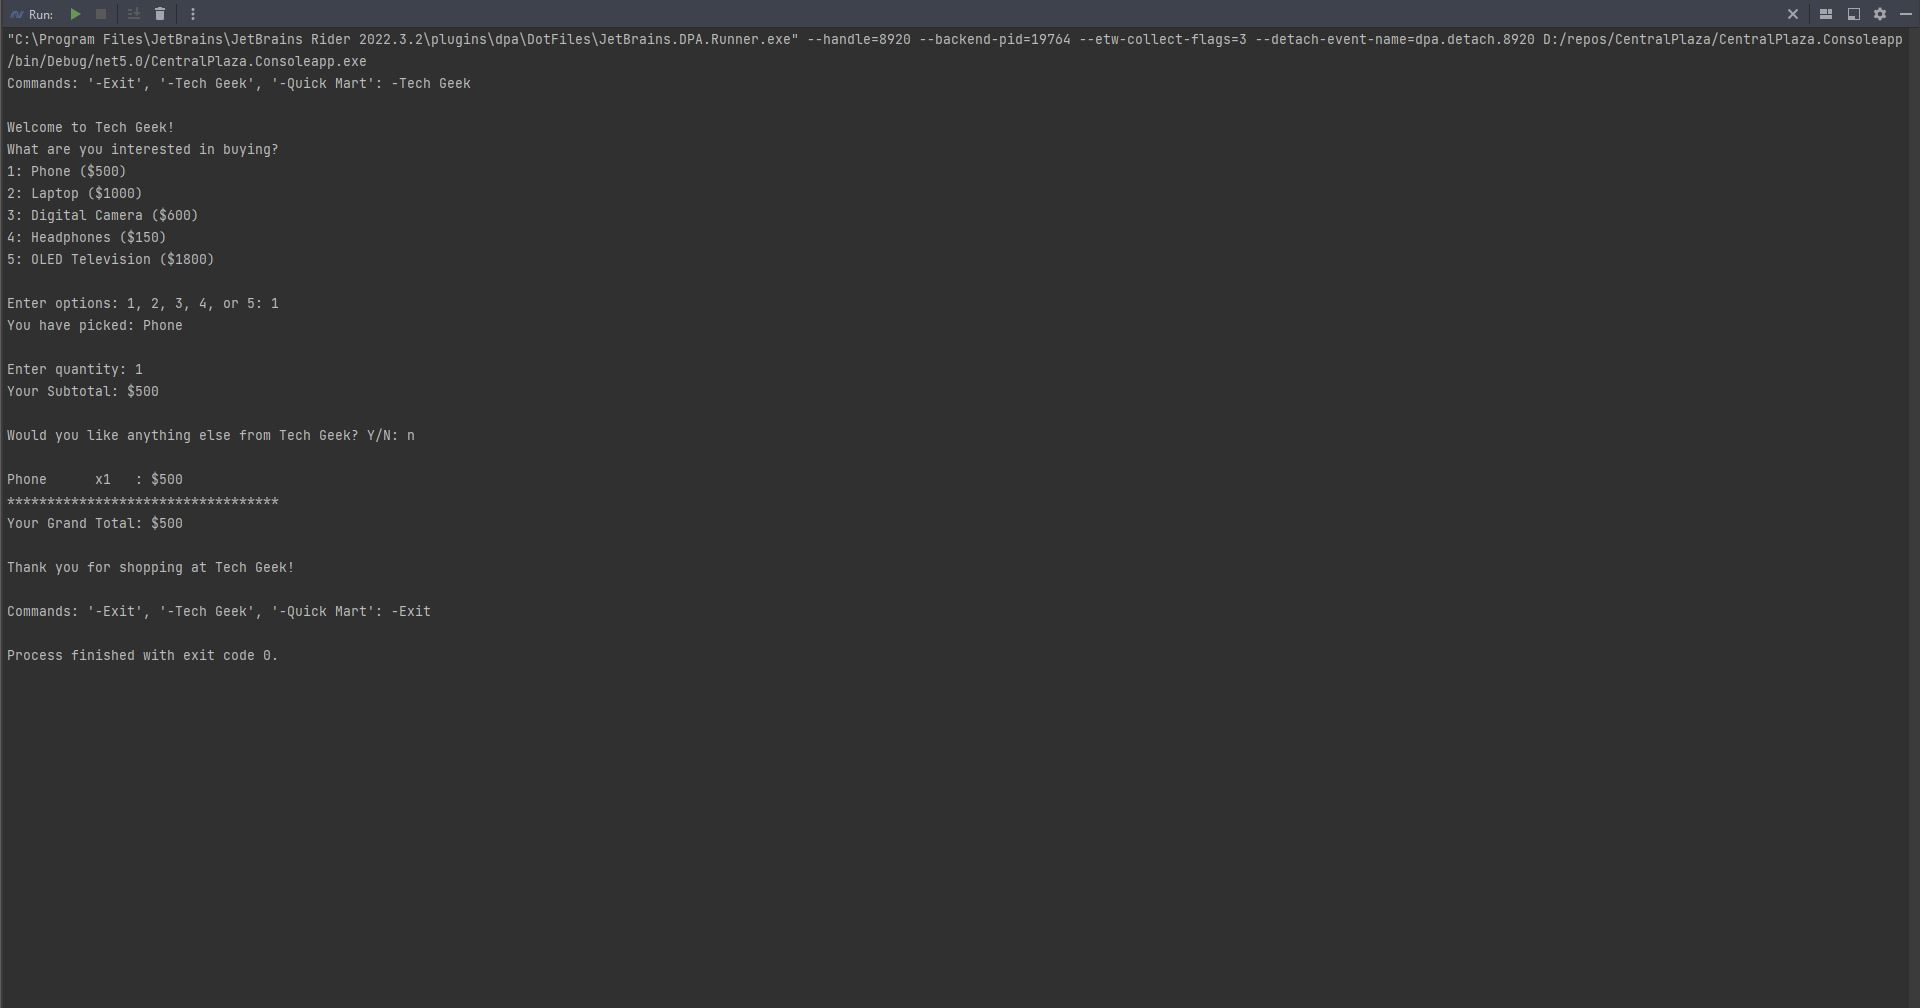 Run:
"C:\Program Files\JetBrains\JetBrains Rider 2022.3.2\plugins\dpa\DotFiles\JetBrains.DPA.Runner.exe" --handle=8920 --backend-pid=19764 --etw-collect-flags=3 --detach-event-name=dpa.detach.8920 D:/repos/CentralPlaza/CentralPlaza.Consoleapp
/bin/Debug/net5.0/CentralPlaza.Consoleapp.exe
Commands: '-Exit', '-Tech Geek', '-Quick Mart': -Tech Geek
Welcome to Tech Geek!
What are you interested in buying?
1: Phone ($500)
2: Laptop ($1000)
3: Digital Camera ($600)
4: Headphones ($150)
5: OLED Television ($1800)
Enter options: 1, 2, 3, 4, or 5: 1
You have picked: Phone
Enter quantity: 1
Your Subtotal: $500
Would you like anything else from Tech Geek? Y/N: n
Phone      x1   : $500
**********************************
Your Grand Total: $500
Thank you for shopping at Tech Geek!
Commands: '-Exit', '-Tech Geek', '-Quick Mart': -Exit
Process finished with exit code 0.